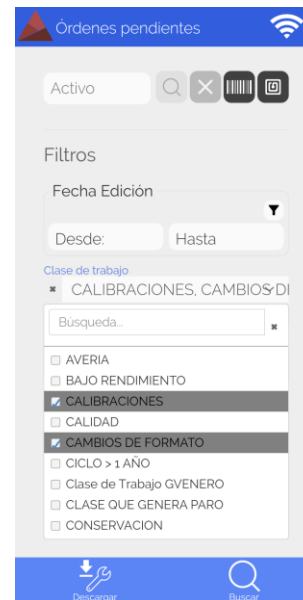 Órdenes pendientes
Activo
Filtros
Fecha Edición
Desde: Hasta
Clase de trabajo
CALIBRACIONES, CAMBIOS DE
Búsqueda...
AVERIA
BAJO RENDIMIENTO
CALIBRACIONES
CALIDAD
CAMBIOS DE FORMATO
CICLO > 1 AÑO
Clase de Trabajo GVENERO
CLASE QUE GENERA PARO
CONSERVACION
Descargar Buscar